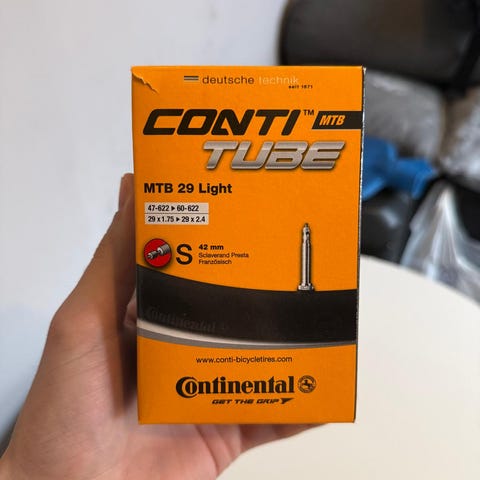 deutsche technik
seit 1871
CONTI™ MTB
TUBE
MTB 29 Light
47-622 ▸ 60-622
29 x 1.75 ▸ 29 x 2.4
S
42 mm
Sclaverand Presta
Französisch
Continental
www.conti-bicycletires.com
Continental
GET THE GRIP